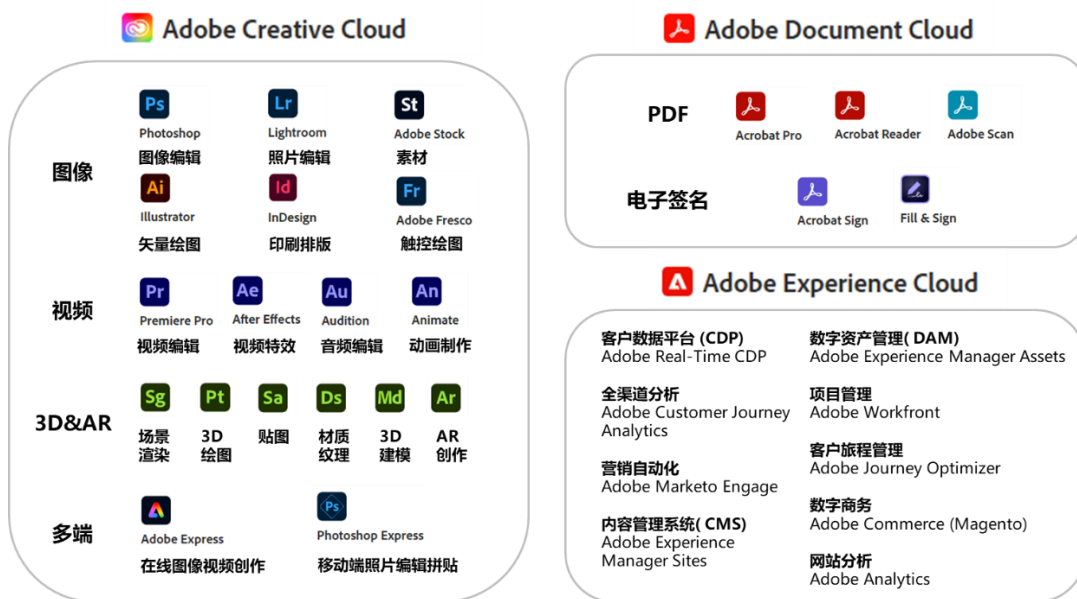 Adobe Creative Cloud
图像
Ps
Photoshop
图像编辑
Lr
Lightroom
照片编辑
St
Adobe Stock
素材
Ai
Illustrator
矢量绘图
Id
InDesign
印刷排版
Fr
Adobe Fresco
触控绘图
视频
Pr
Premiere Pro
视频编辑
Ae
After Effects
视频特效
Au
Audition
音频编辑
An
Animate
动画制作
3D&AR
Sg
场景
渲染
Pt
3D
绘图
Sa
贴图
Ds
材质
纹理
Md
3D
建模
Ar
AR
创作
多端
Adobe Express
在线图像视频创作
Ps
Photoshop Express
移动端照片编辑拼贴
Adobe Document Cloud
PDF
Acrobat Pro
Acrobat Reader
Adobe Scan
电子签名
Acrobat Sign
Fill & Sign
Adobe Experience Cloud
客户数据平台 (CDP)
Adobe Real-Time CDP
全渠道分析
Adobe Customer Journey
Analytics
营销自动化
Adobe Marketo Engage
内容管理系统( CMS)
Adobe Experience
Manager Sites
数字资产管理( DAM)
Adobe Experience Manager Assets
项目管理
Adobe Workfront
客户旅程管理
Adobe Journey Optimizer
数字商务
Adobe Commerce (Magento)
网站分析
Adobe Analytics